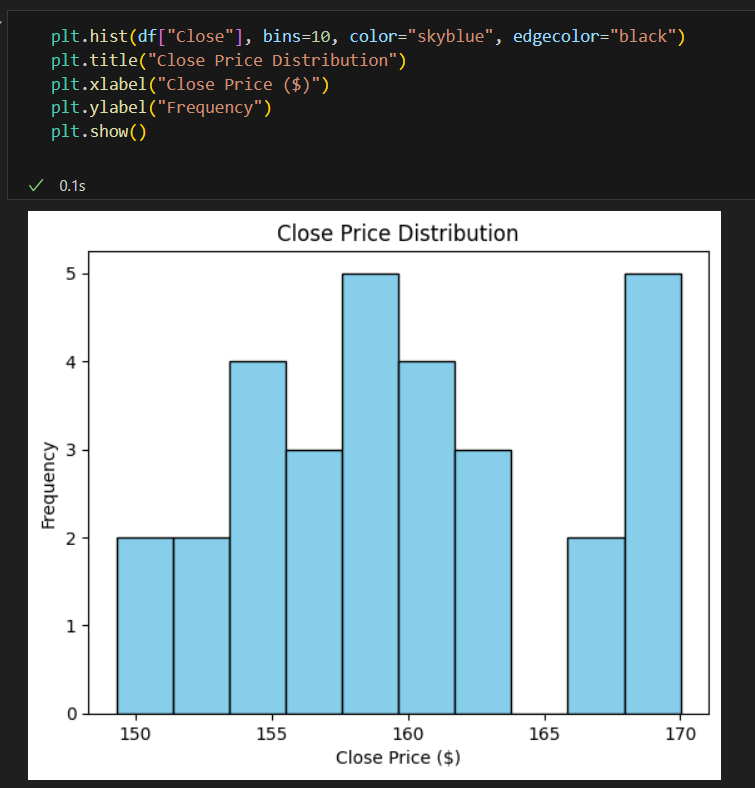 plt.hist(df["Close"], bins=10, color="skyblue", edgecolor="black")
plt.title("Close Price Distribution")
plt.xlabel("Close Price ($)")
plt.ylabel("Frequency")
plt.show()
0.1s
Close Price Distribution
5
4
3
2
1
0
Frequency
150 155 160 165 170
Close Price ($)